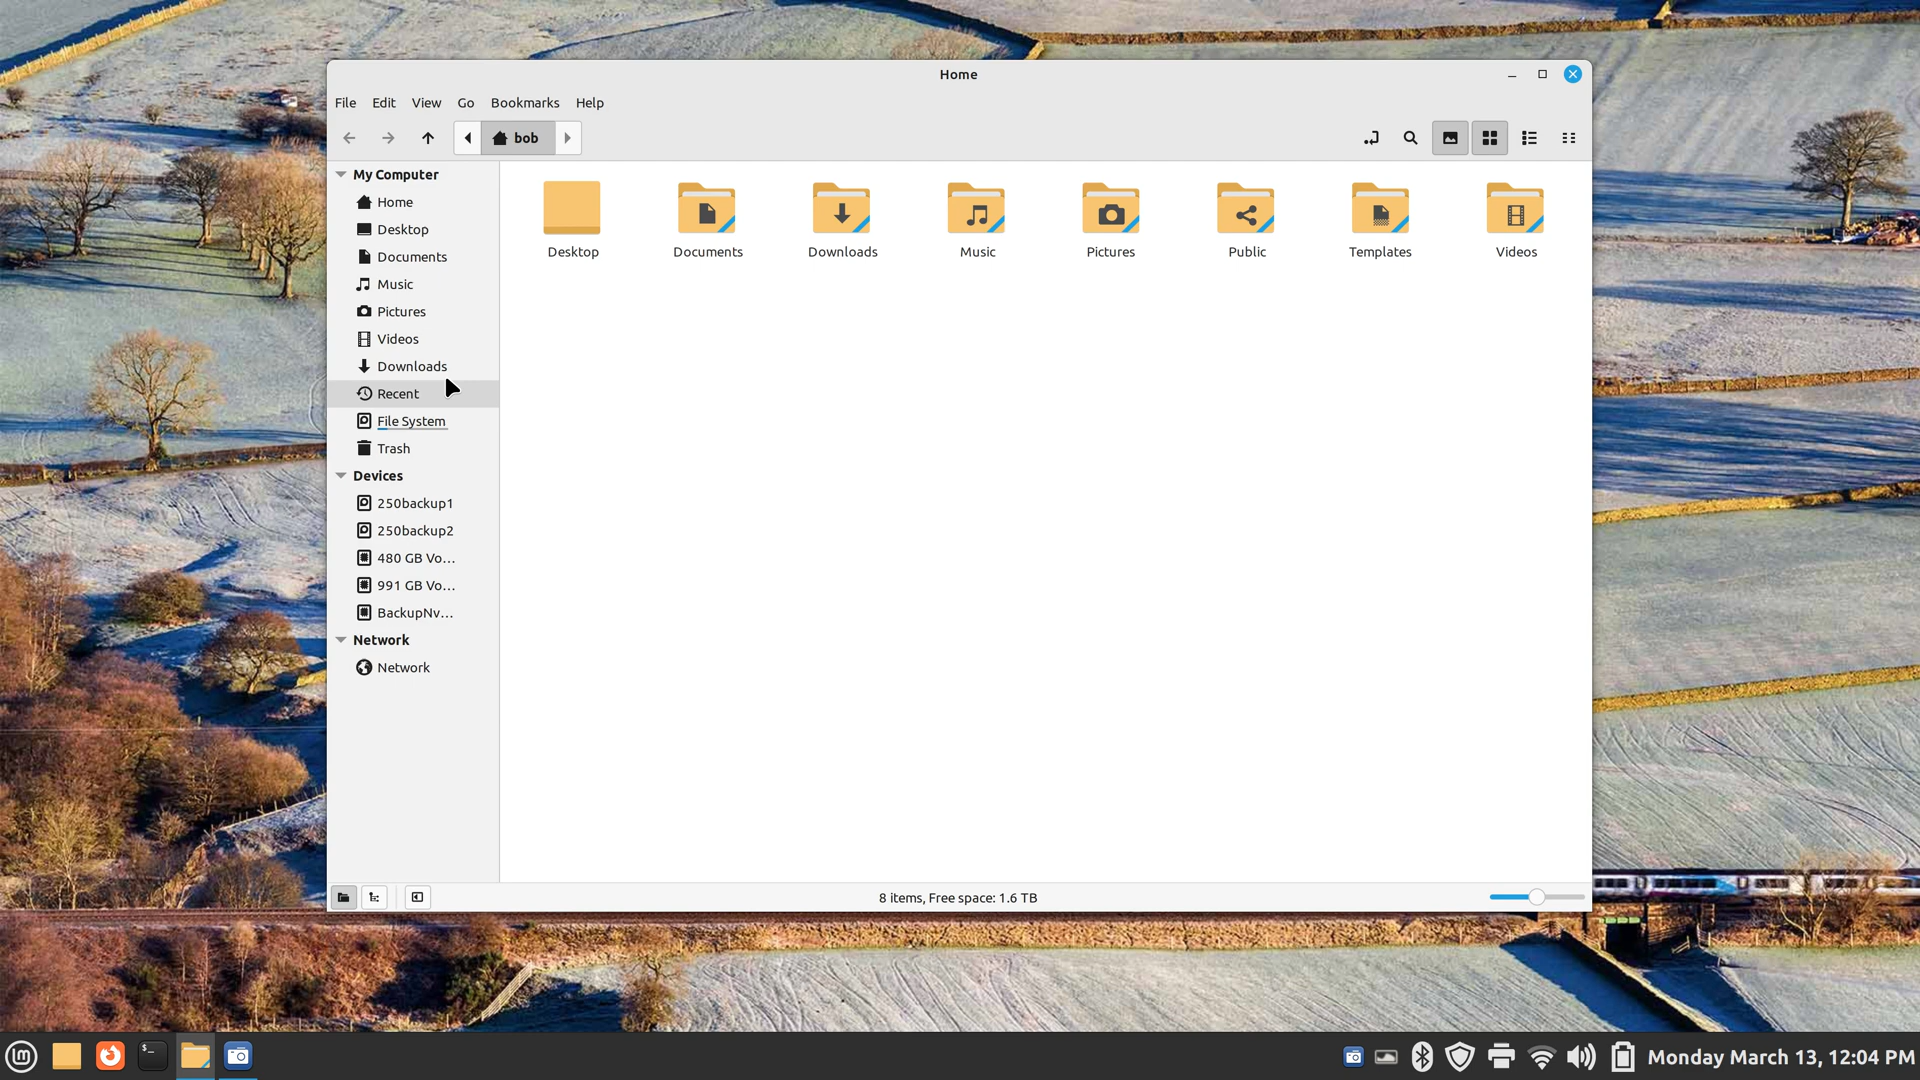 Home
File Edit View Go Bookmarks Help
bob
My Computer
Home
Desktop
Documents
Music
Pictures
Videos
Downloads
Recent
File System
Trash
Devices
250backup1
250backup2
480 GB Vo...
991 GB Vo...
BackupNv...
Network
Network
Desktop Documents Downloads Music Pictures Public Templates Videos
8 items, Free space: 1.6 TB
Monday March 13, 12:04 PM